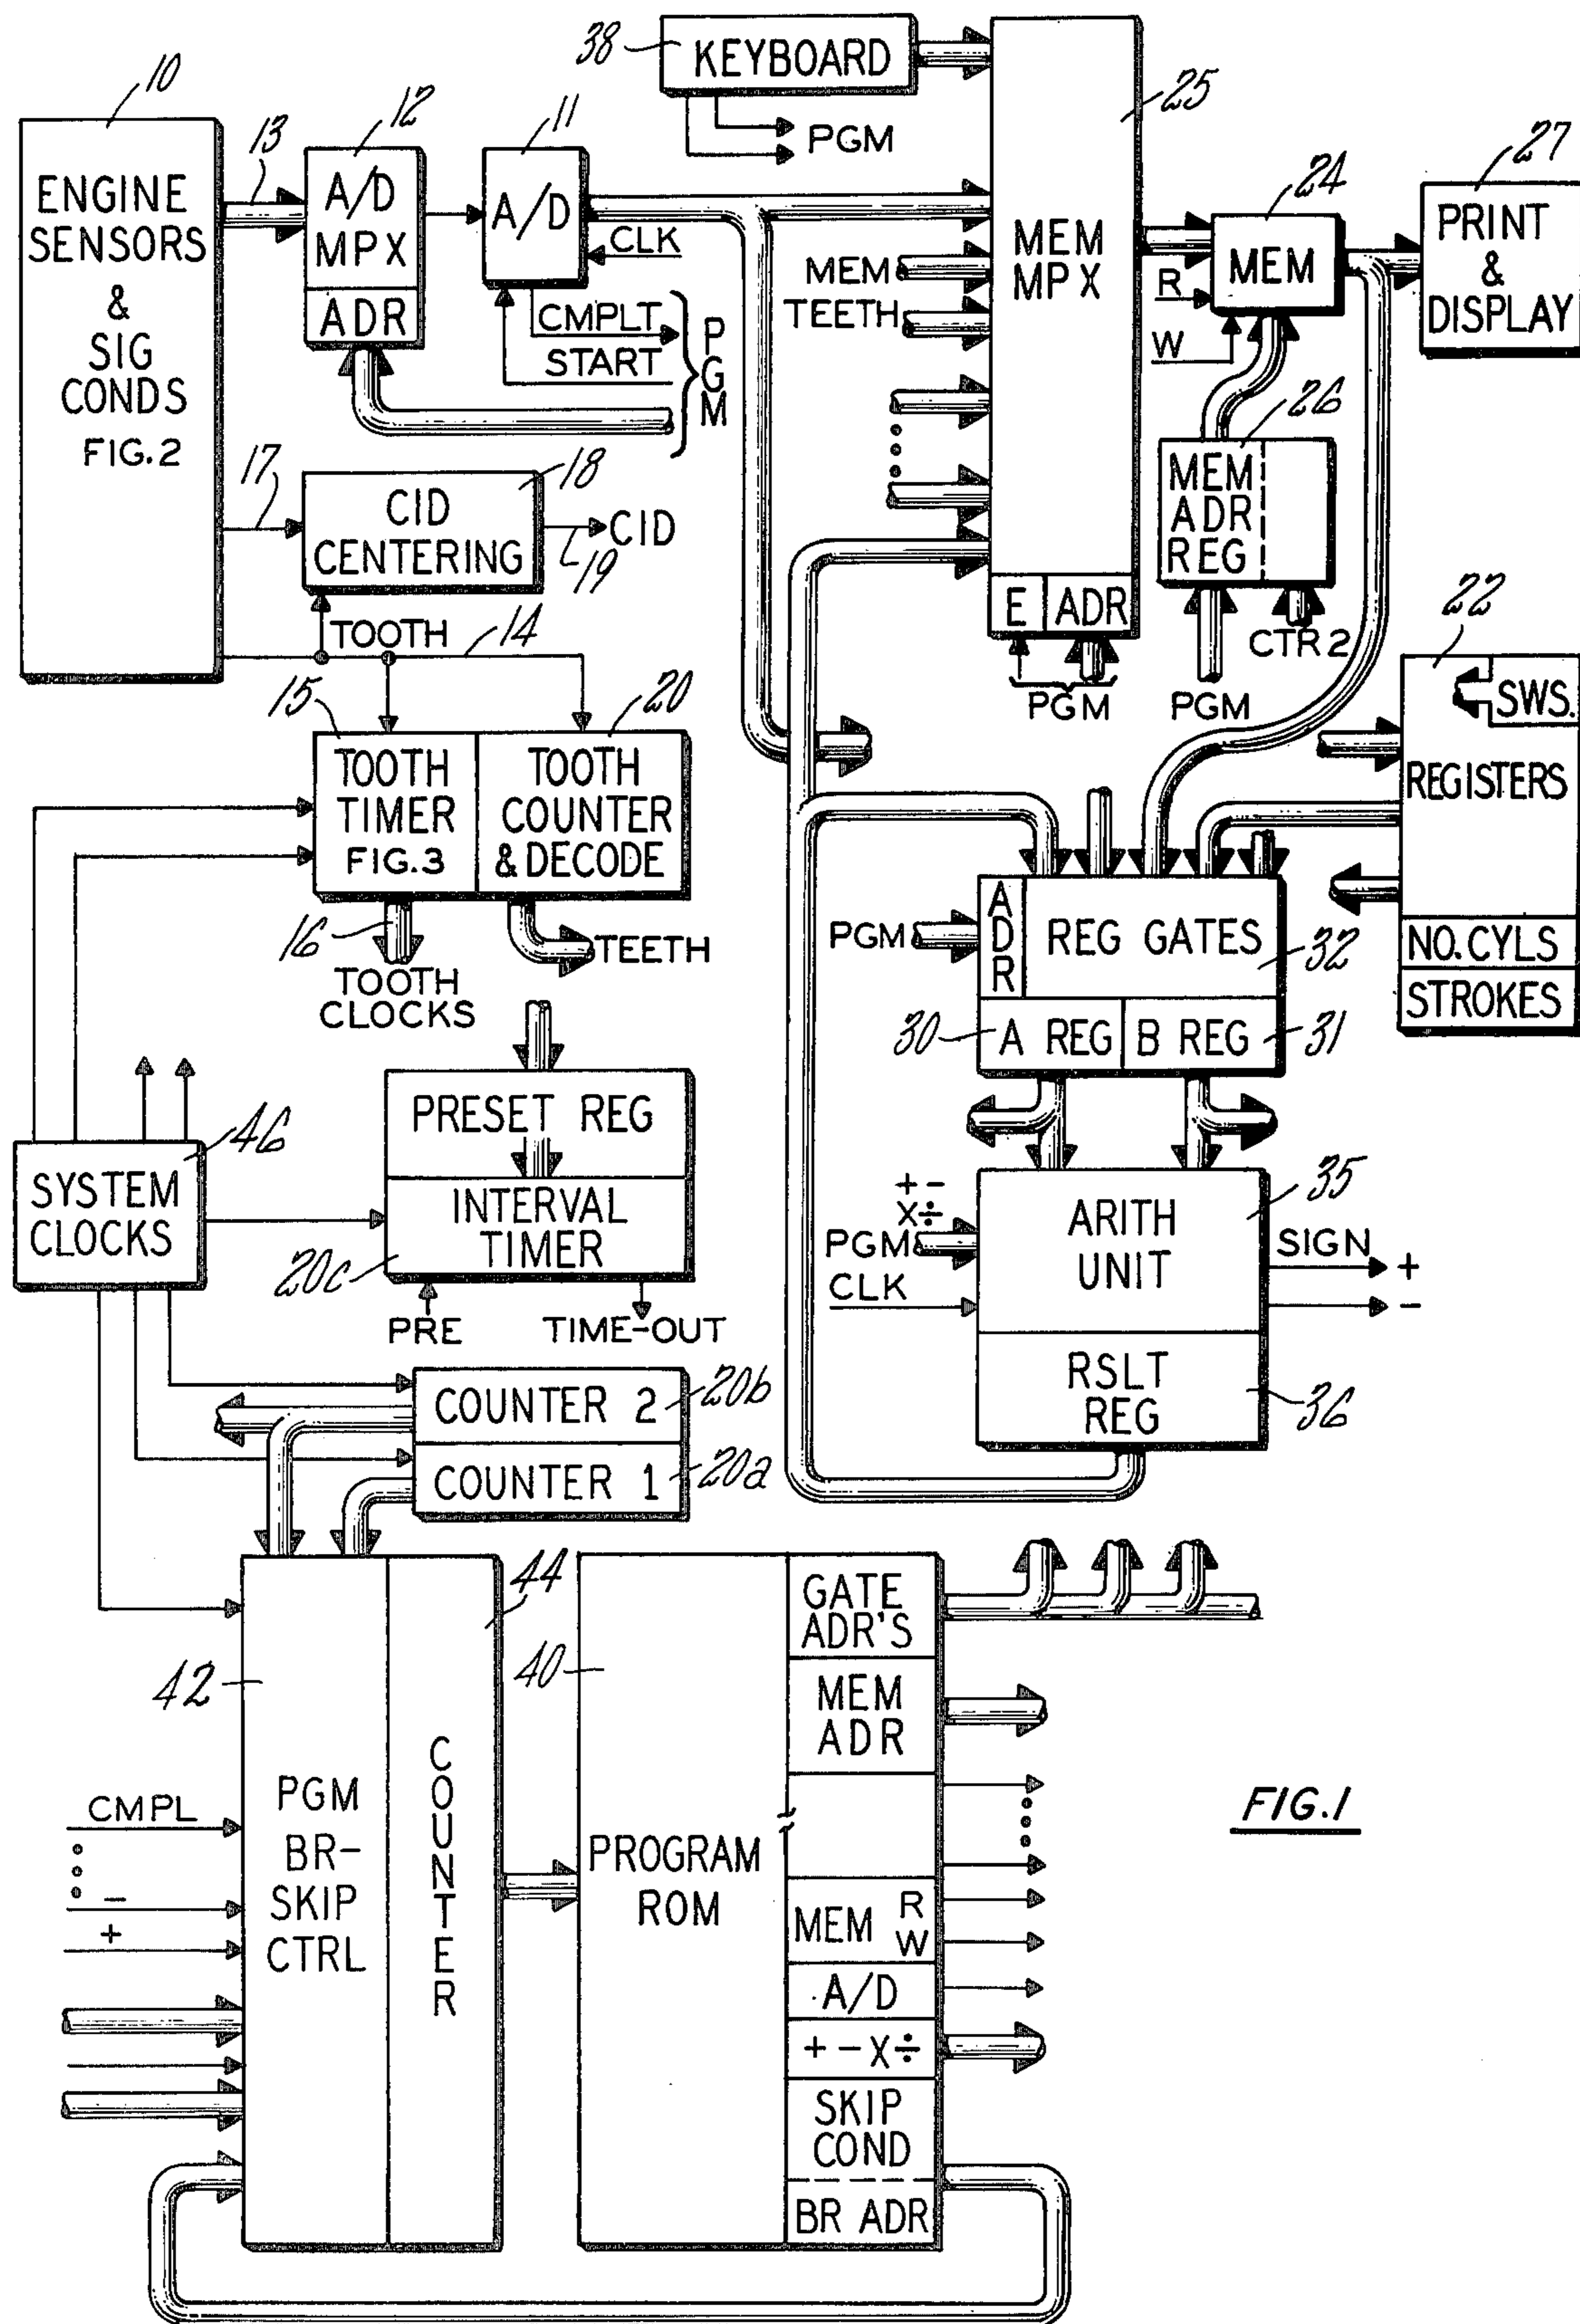 10
ENGINE
SENSORS
&
SIG
CONDS
FIG.2
13
12
A/D
MPX
ADR
11
A/D
CLK
CMPLT
START
PGM
38
KEYBOARD
PGM
25
MEM
MPX
MEM
TEETH
E
ADR
PGM
24
MEM
R
W
27
PRINT
&
DISPLAY
26
MEM
ADR
REG
CTR2
PGM
17
18
CID
CENTERING
CID
19
TOOTH
14
22
SWS.
REGISTERS
NO. CYLS
STROKES
15
TOOTH
TIMER
FIG.3
20
TOOTH
COUNTER
& DECODE
16
TOOTH
CLOCKS
TEETH
PGM
ADR
REG GATES
32
30
A REG
B REG
31
46
SYSTEM
CLOCKS
PRESET REG
INTERVAL
TIMER
20c
PRE
TIME-OUT
+ -
X÷
PGM
CLK
ARITH
UNIT
35
SIGN
+
-
RSLT
REG
36
COUNTER 2
20b
COUNTER 1
20a
42
44
PGM
BR-
SKIP
CTRL
COUNTER
CMPL
-
+
40
PROGRAM
ROM
GATE
ADR'S
MEM
ADR
MEM R
W
A/D
+ - X ÷
SKIP
COND
BR ADR
FIG.1